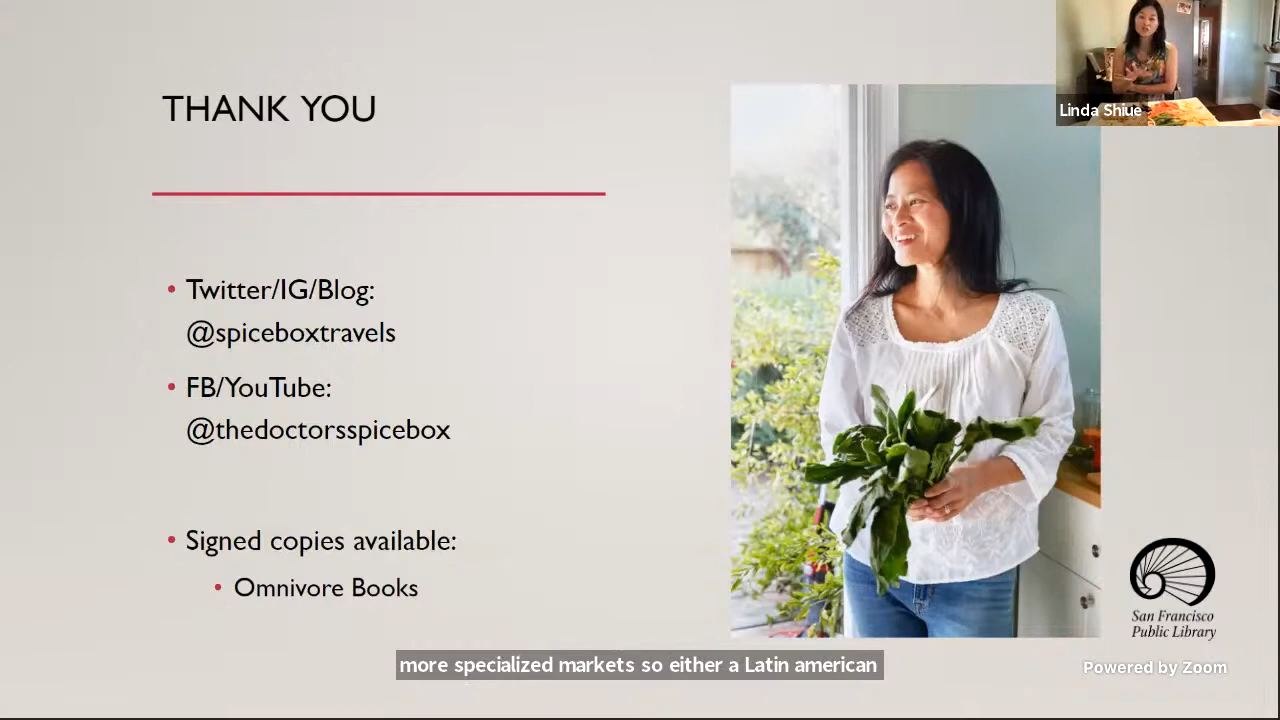 Linda Shiue
THANK YOU
• Twitter/IG/Blog:
@spiceboxtravels
• FB/YouTube:
@thedoctorsspicebox
• Signed copies available:
• Omnivore Books
San Francisco
Public Library
more specialized markets so either a Latin american
Powered by Zoom